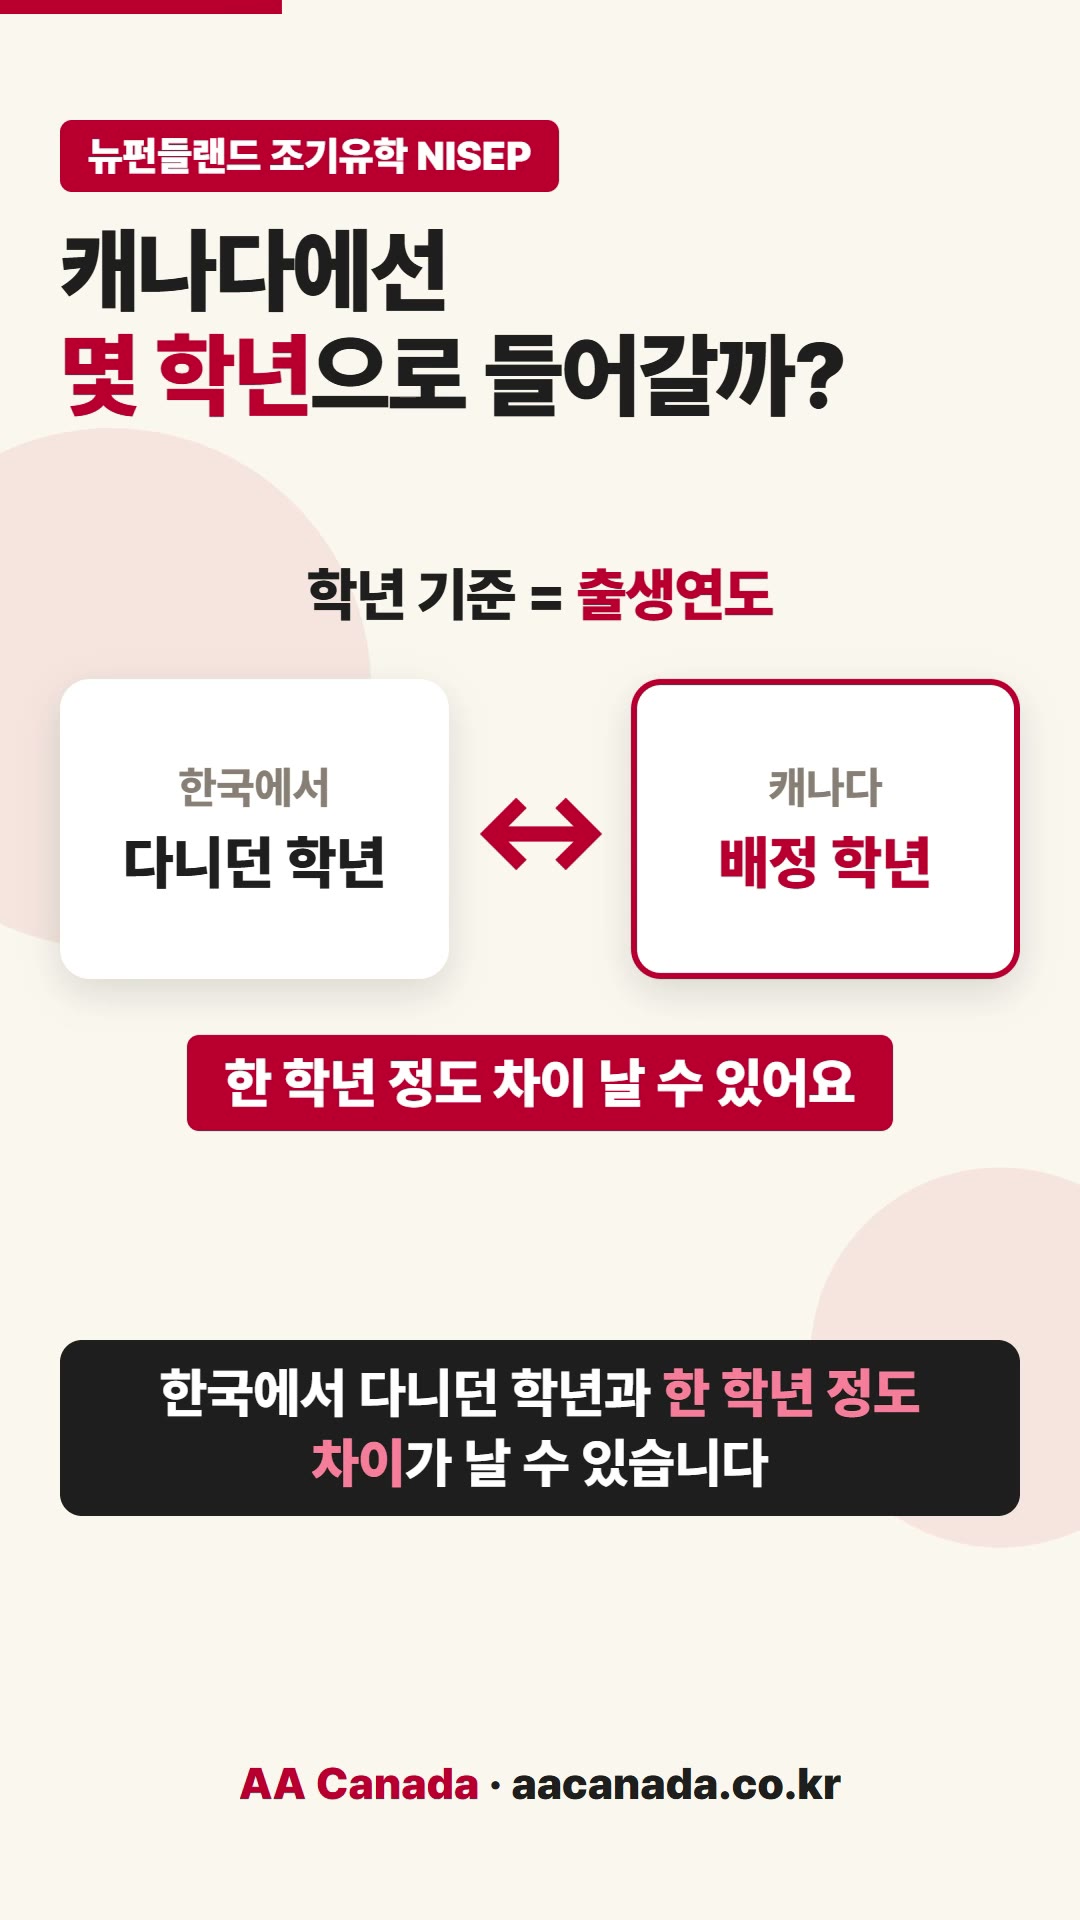 뉴펀들랜드 조기유학 NISEP
캐나다에선
몇 학년으로 들어갈까?
학년 기준 = 출생연도
한국에서
다니던 학년
캐나다
배정 학년
한 학년 정도 차이 날 수 있어요
한국에서 다니던 학년과 한 학년 정도
차이가 날 수 있습니다
AA Canada · aacanada.co.kr